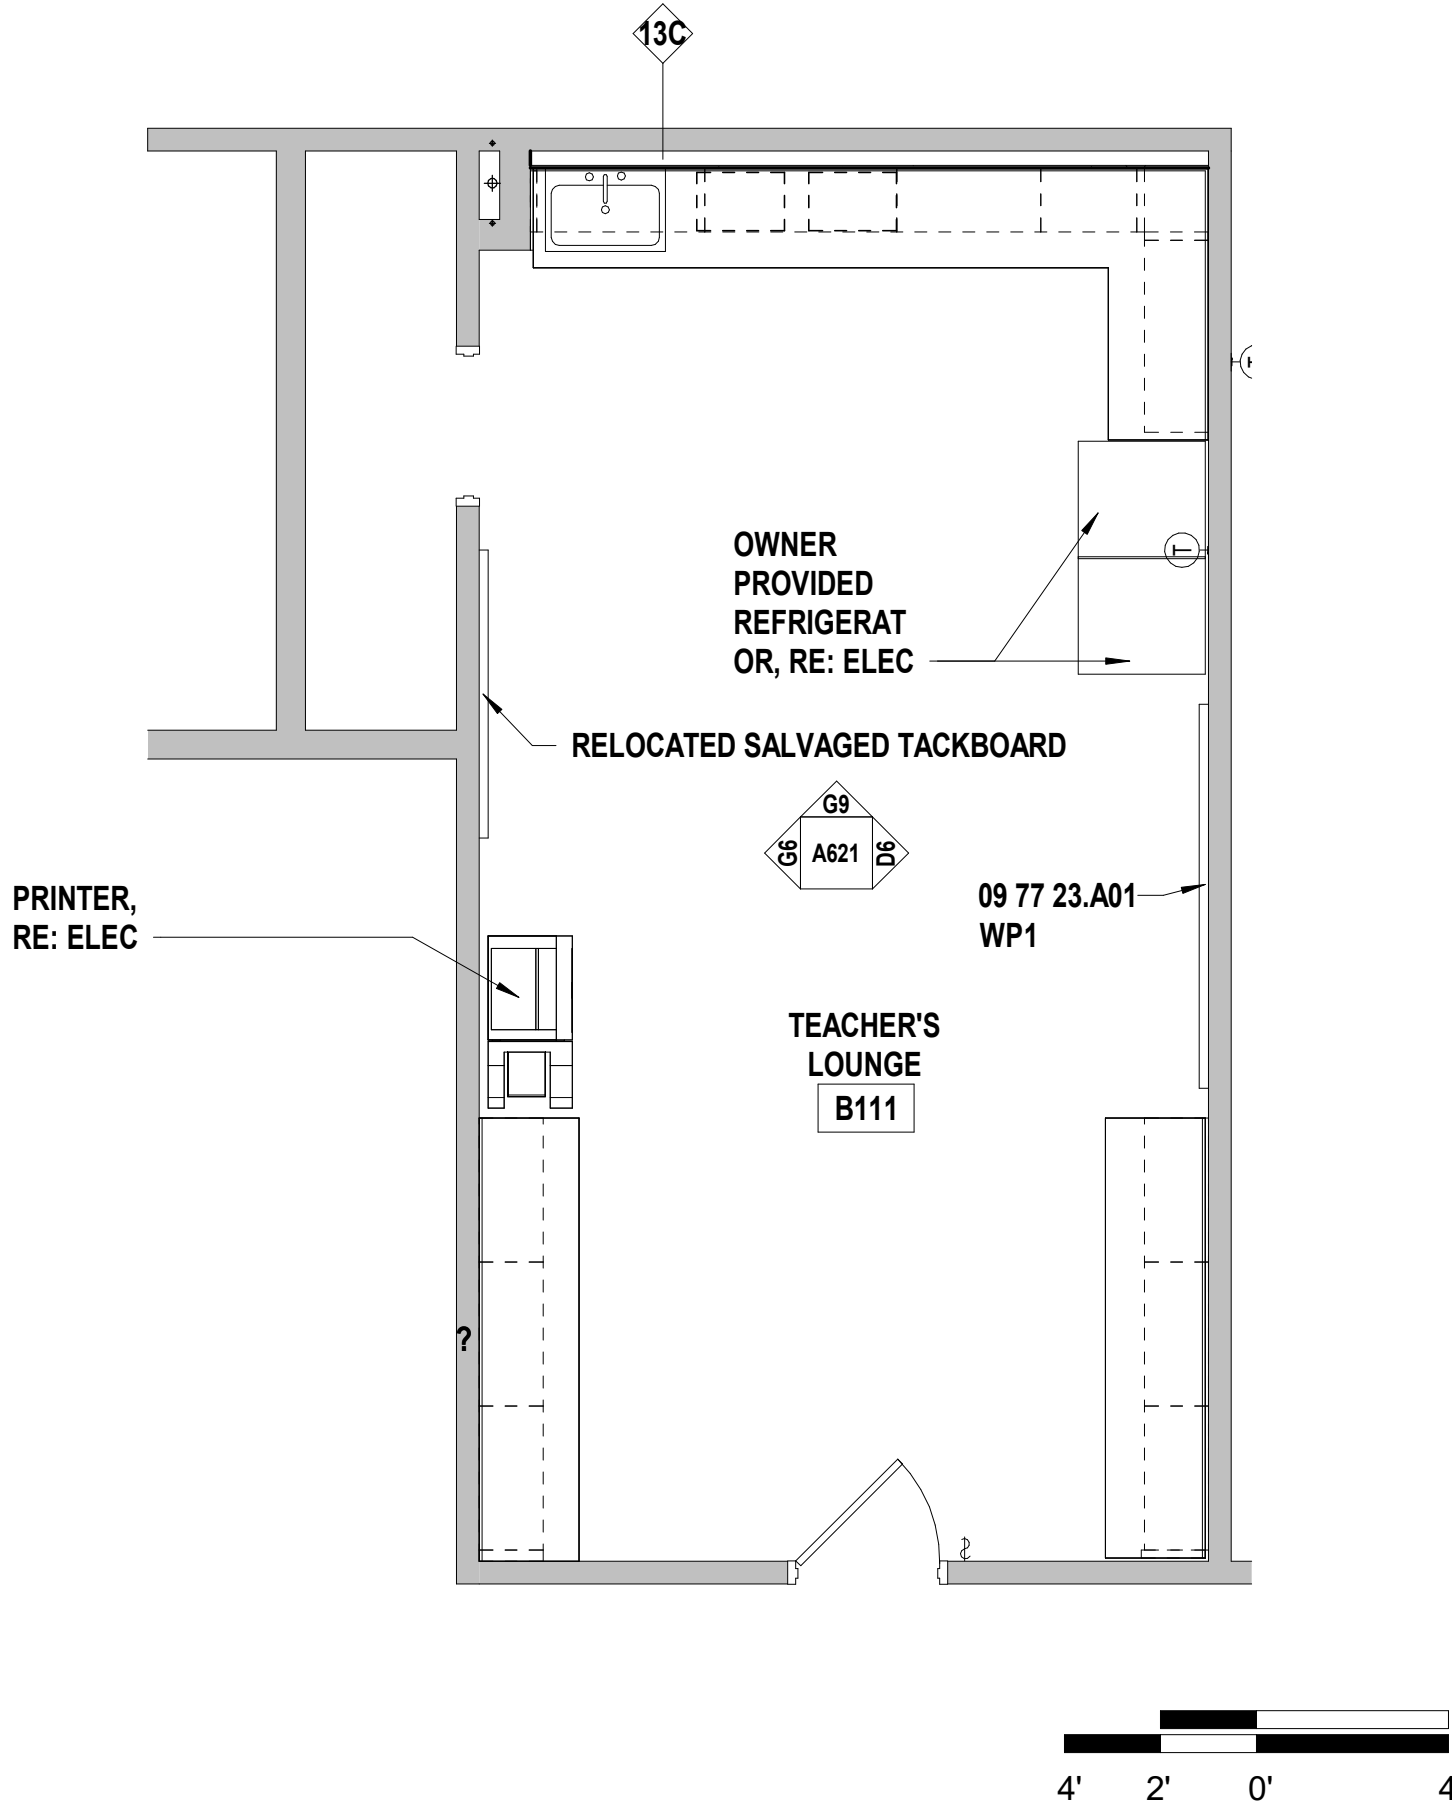 13C
OWNER
PROVIDED
REFRIGERAT
OR, RE: ELEC
T
RELOCATED SALVAGED TACKBOARD
G9
G6
A621
D6
PRINTER,
RE: ELEC
09 77 23.A01
WP1
TEACHER'S
LOUNGE
B111
?
4'
2'
0'
4